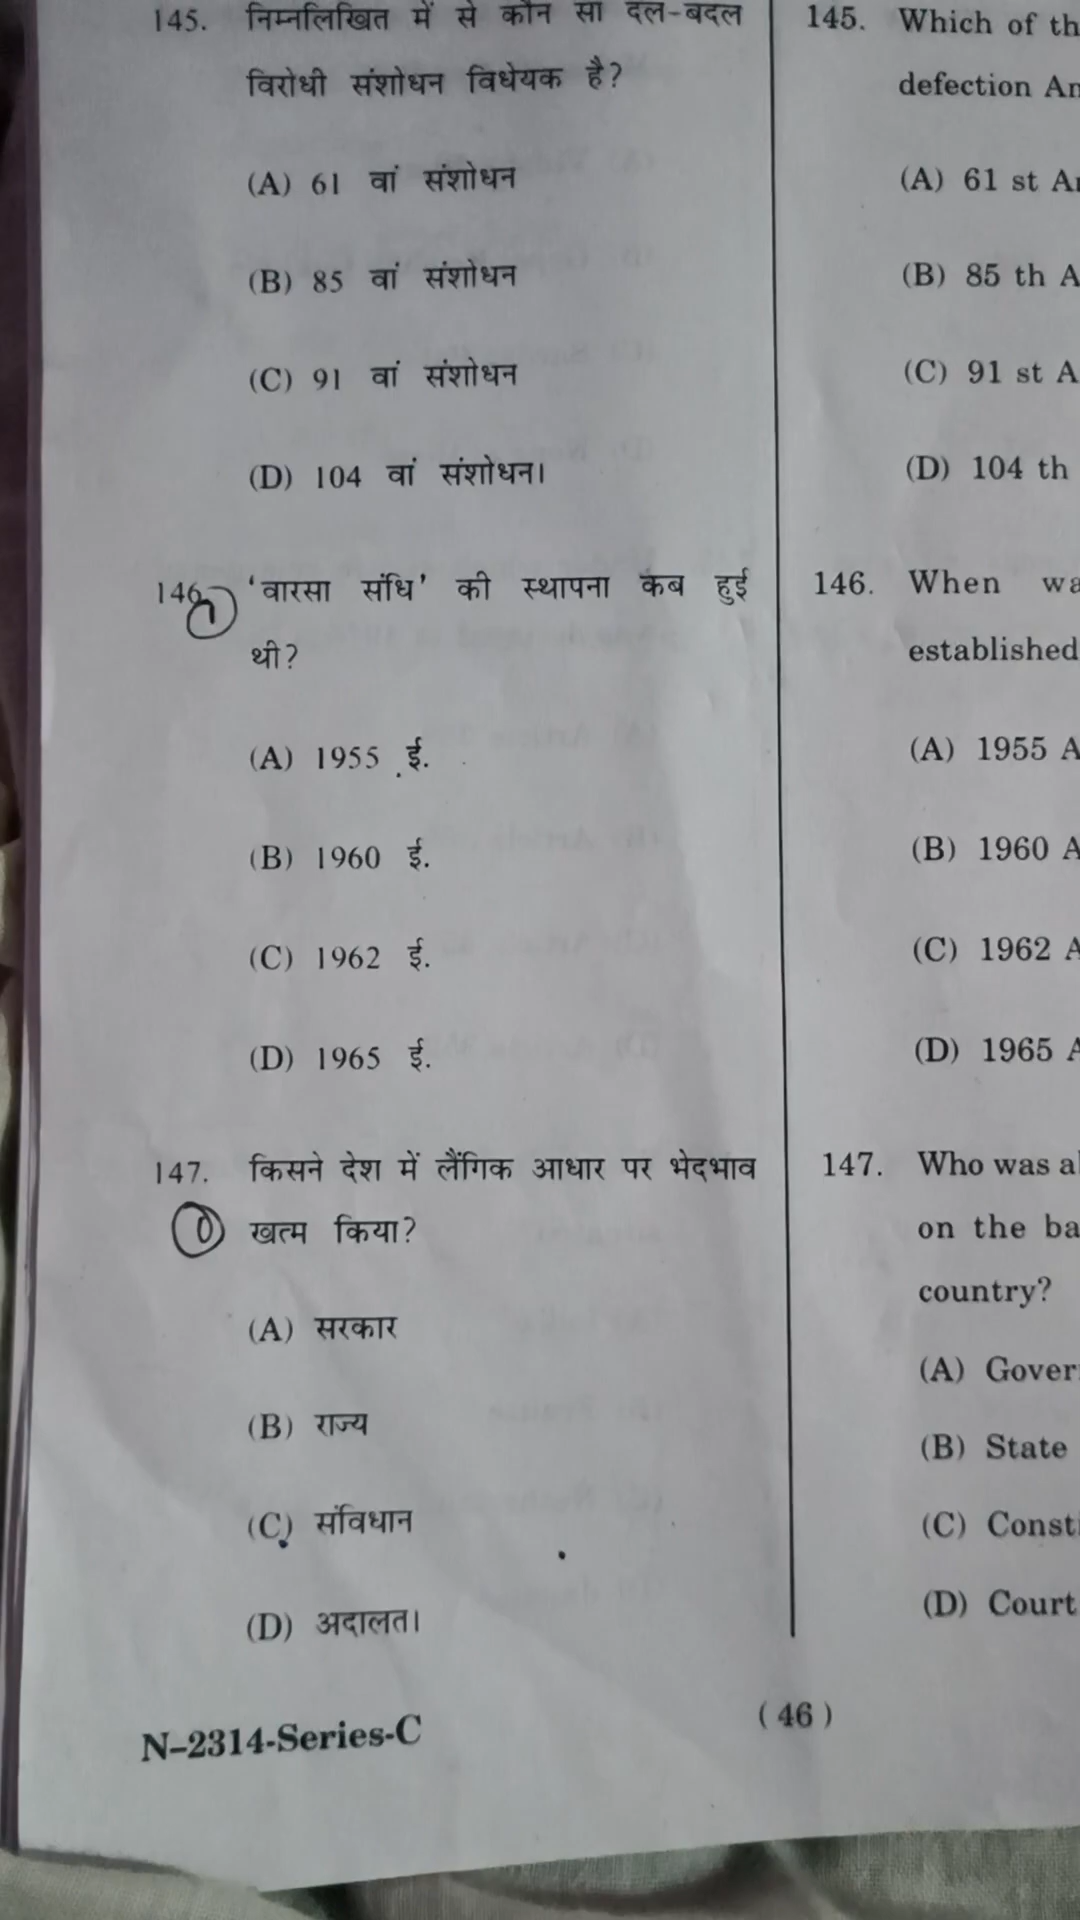 145. निम्नलिखित में से कौन सा दल-बदल
विरोधी संशोधन विधेयक है?
(A) 61 वां संशोधन
(B) 85 वां संशोधन
(C) 91 वां संशोधन
(D) 104 वां संशोधन।
146. 'वारसा संधि' की स्थापना कब हुई
थी?
(A) 1955 ई.
(B) 1960 ई.
(C) 1962 ई.
(D) 1965 ई.
147. किसने देश में लैंगिक आधार पर भेदभाव
खत्म किया?
(A) सरकार
(B) राज्य
(C) संविधान
(D) अदालत।
145. Which of th
defection
(A) 61 st
(B) 85 th A
(C) 91 st A
(D) 104 th
146. When wa
established
(A) 1955 A
(B) 1960 A
(C) 1962 A
(D) 1965 A
147. Who was
on the ba
country?
(A) Gover
(B) State
(C) Const
(D) Court
N–2314-Series-C
( 46 )